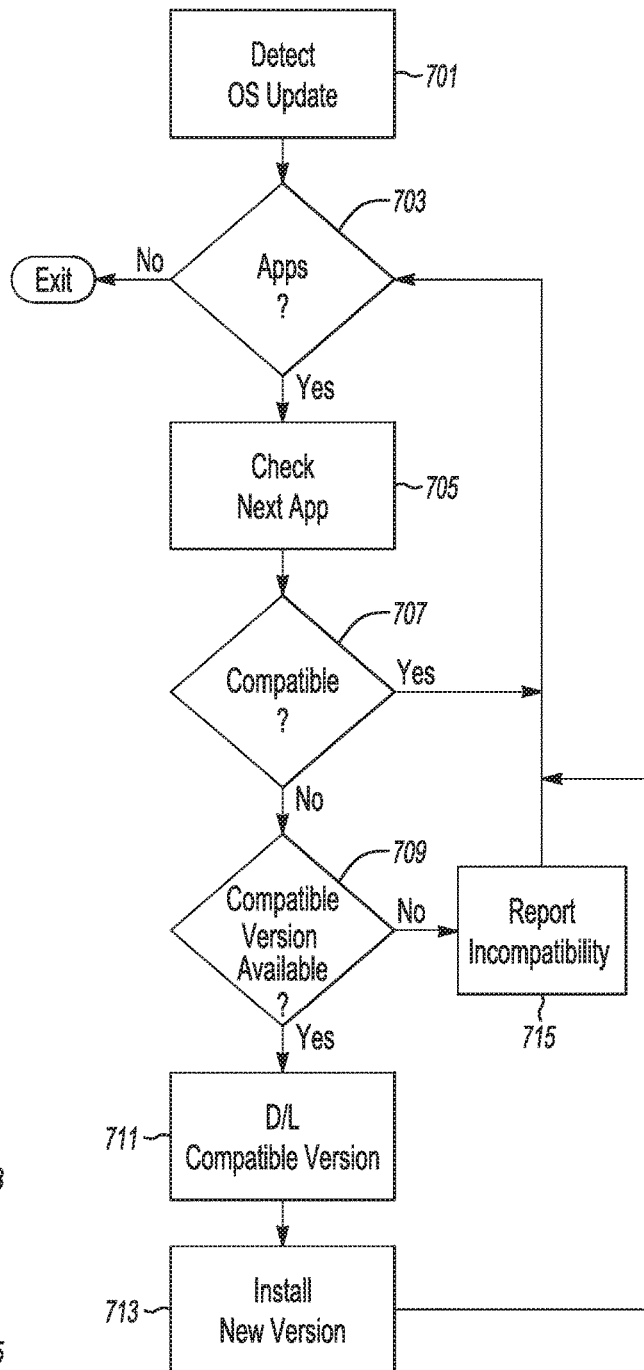 Detect
OS Update
701
703
Apps
?
No
Exit
Yes
Check
Next App
705
707
Compatible
?
Yes
No
709
Compatible
Version
Available
?
No
Report
Incompatibility
715
Yes
711
D/L
Compatible Version
713
Install
New Version